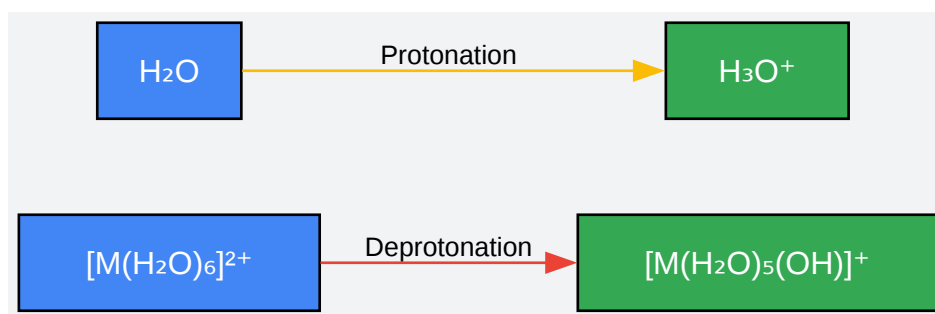 H₂O
Protonation
H₃O⁺
[M(H₂O)₆]²⁺
Deprotonation
[M(H₂O)₅(OH)]⁺